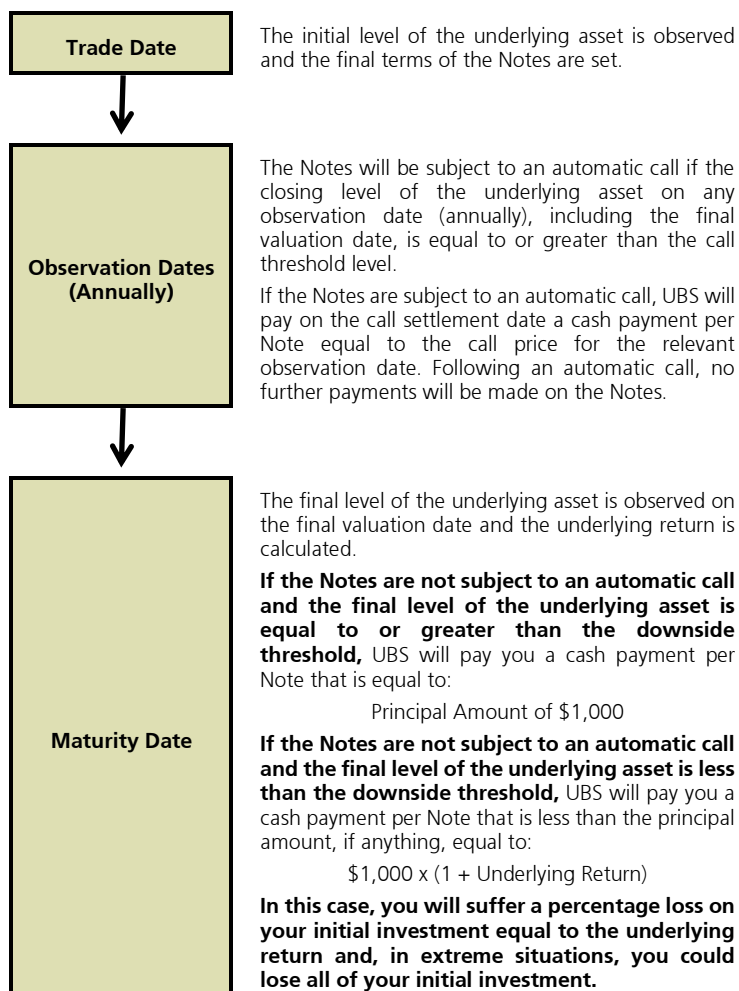 Trade Date
The initial level of the underlying asset is observed
and the final terms of the Notes are set.
Observation Dates
(Annually)
The Notes will be subject to an automatic call if the
closing level of the underlying asset on any
observation date (annually), including the final
valuation date, is equal to or greater than the call
threshold level.
If the Notes are subject to an automatic call, UBS will
pay on the call settlement date a cash payment per
Note equal to the call price for the relevant
observation date. Following an automatic call, no
further payments will be made on the Notes.
Maturity Date
The final level of the underlying asset is observed on
the final valuation date and the underlying return is
calculated.
If the Notes are not subject to an automatic call
and the final level of the underlying asset is
equal to or greater than the downside
threshold, UBS will pay you a cash payment per
Note that is equal to:
Principal Amount of $1,000
If the Notes are not subject to an automatic call
and the final level of the underlying asset is less
than the downside threshold, UBS will pay you a
cash payment per Note that is less than the principal
amount, if anything, equal to:
$1,000 x (1 + Underlying Return)
In this case, you will suffer a percentage loss on
your initial investment equal to the underlying
return and, in extreme situations, you could
lose all of your initial investment.